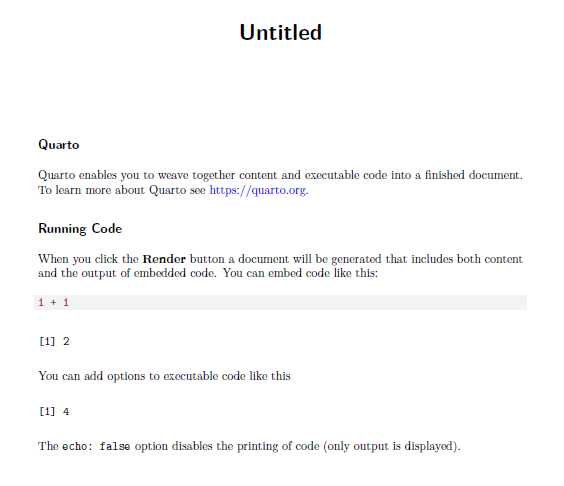 Untitled
Quarto
Quarto enables you to weave together content and executable code into a finished document.
To learn more about Quarto see https://quarto.org.
Running Code
When you click the Render button a document will be generated that includes both content
and the output of embedded code. You can embed code like this:
1 + 1
[1] 2
You can add options to executable code like this
[1] 4
The echo: false option disables the printing of code (only output is displayed).